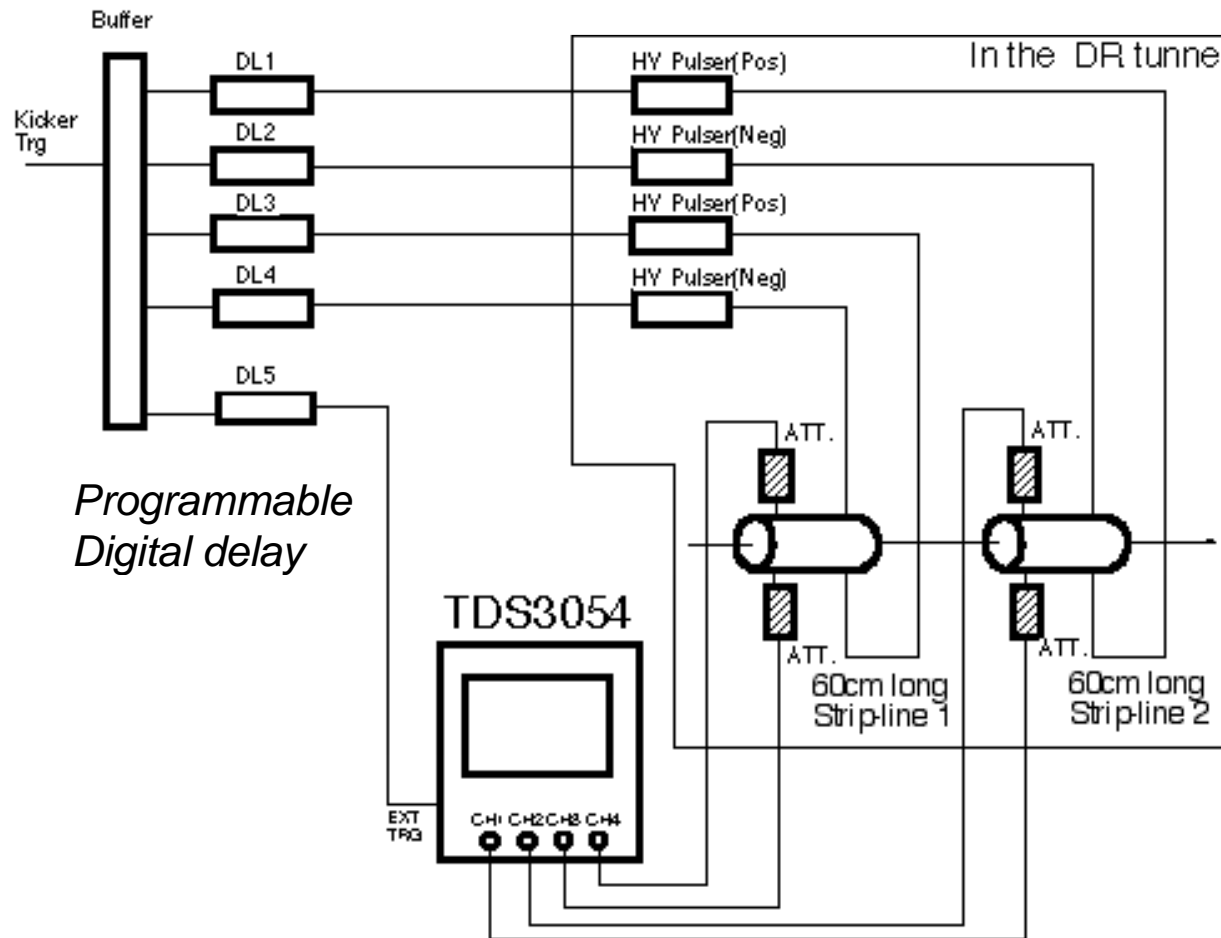 Buffer
In the DR tunne
DL1
HV Pulser(Pos)
Kicker
Trg
DL2
HV Pulser(Neg)
DL3
HV Pulser(Pos)
DL4
HV Pulser(Neg)
DL5
ATT.
ATT.
Programmable
Digital delay
TDS3054
ATT.
ATT.
60cm long
Strip-line 1
60cm long
Strip-line 2
EXT
TRG
CH1 CH2 CH3 CH4